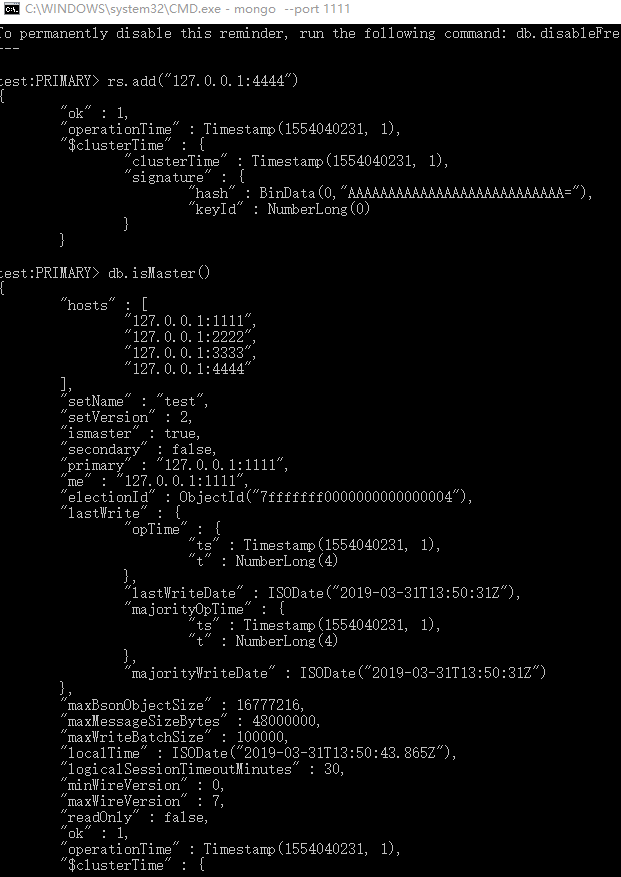 C:\WINDOWS\system32\CMD.exe - mongo  --port 1111
To permanently disable this reminder, run the following command: db.disableFre
---
test:PRIMARY> rs.add("127.0.0.1:4444")
{
        "ok" : 1,
        "operationTime" : Timestamp(1554040231, 1),
        "$clusterTime" : {
                "clusterTime" : Timestamp(1554040231, 1),
                "signature" : {
                        "hash" : BinData(0,"AAAAAAAAAAAAAAAAAAAAAAAAAAA="),
                        "keyId" : NumberLong(0)
                }
        }
test:PRIMARY> db.isMaster()
{
        "hosts" : [
                "127.0.0.1:1111",
                "127.0.0.1:2222",
                "127.0.0.1:3333",
                "127.0.0.1:4444"
        ],
        "setName" : "test",
        "setVersion" : 2,
        "ismaster" : true,
        "secondary" : false,
        "primary" : "127.0.0.1:1111",
        "me" : "127.0.0.1:1111",
        "electionId" : ObjectId("7fffffff0000000000000004"),
        "lastWrite" : {
                "opTime" : {
                        "ts" : Timestamp(1554040231, 1),
                        "t" : NumberLong(4)
                },
                "lastWriteDate" : ISODate("2019-03-31T13:50:31Z"),
                "majorityOpTime" : {
                        "ts" : Timestamp(1554040231, 1),
                        "t" : NumberLong(4)
                },
                "majorityWriteDate" : ISODate("2019-03-31T13:50:31Z")
        },
        "maxBsonObjectSize" : 16777216,
        "maxMessageSizeBytes" : 48000000,
        "maxWriteBatchSize" : 100000,
        "localTime" : ISODate("2019-03-31T13:50:43.865Z"),
        "logicalSessionTimeoutMinutes" : 30,
        "minWireVersion" : 0,
        "maxWireVersion" : 7,
        "readOnly" : false,
        "ok" : 1,
        "operationTime" : Timestamp(1554040231, 1),
        "$clusterTime" : {